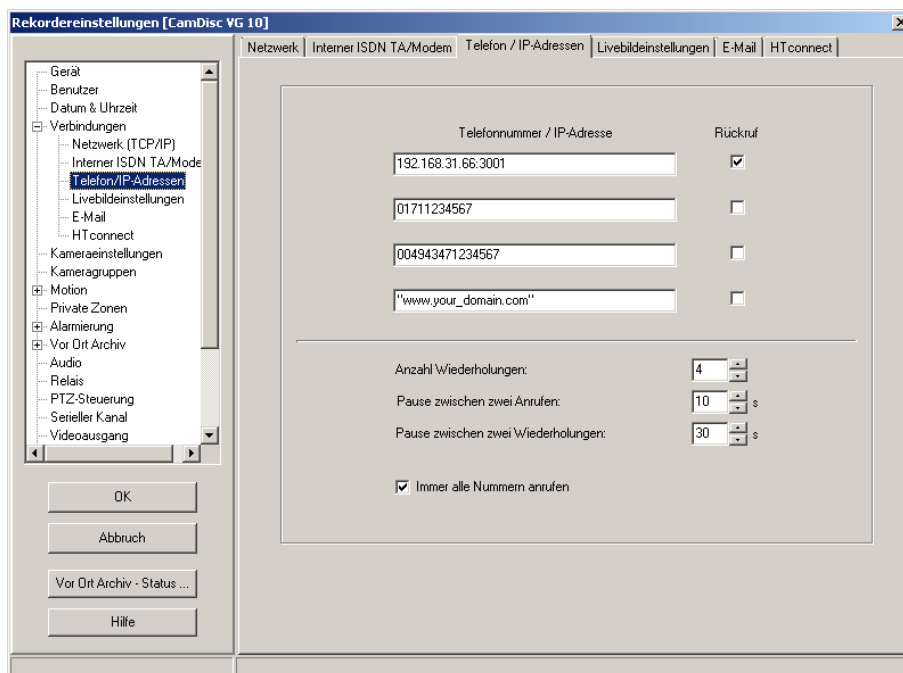 Rekordereinstellungen [CamDisc VG 10]
Netzwerk
Interner ISDN TA/Modem
Telefon / IP-Adressen
Livebildeinstellungen
E-Mail
HTconnect
Gerät
Benutzer
Datum & Uhrzeit
Verbindungen
Netzwerk (TCP/IP)
Interner ISDN TA/Mode
Telefon/IP-Adressen
Livebildeinstellungen
E-Mail
HTconnect
Kameraeinstellungen
Kameragruppen
Motion
Private Zonen
Alarmierung
Vor Ort Archiv
Audio
Relais
PTZ-Steuerung
Serieller Kanal
Videoausgang
OK
Abbruch
Vor Ort Archiv - Status ...
Hilfe
Telefonnummer / IP-Adresse Rückruf
192.168.31.66:3001
01711234567
004943471234567
"www.your_domain.com"
Anzahl Wiederholungen: 4
Pause zwischen zwei Anrufen: 10 s
Pause zwischen zwei Wiederholungen: 30 s
Immer alle Nummern anrufen